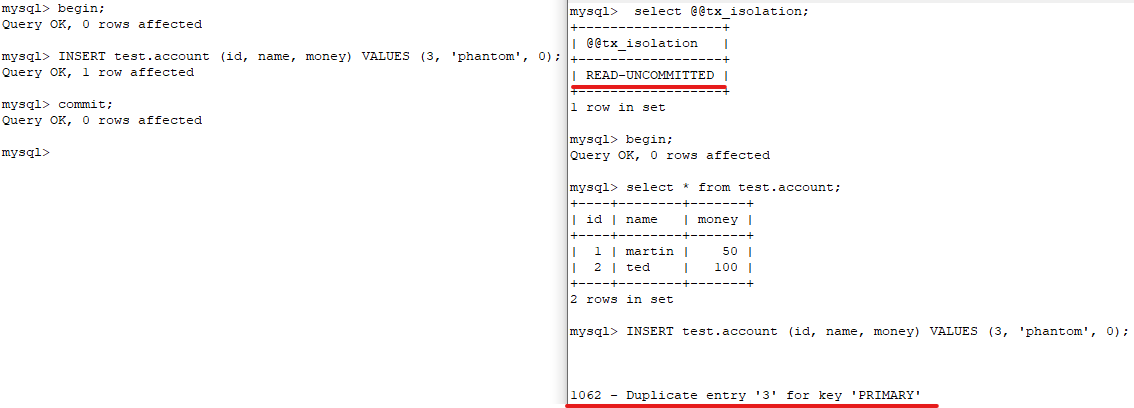 mysql> begin;
Query OK, 0 rows affected
mysql> INSERT test.account (id, name, money) VALUES (3, 'phantom', 0);
Query OK, 1 row affected
mysql> commit;
Query OK, 0 rows affected
mysql>
mysql>  select @@tx_isolation;
+------------------+
| @@tx_isolation   |
+------------------+
| READ-UNCOMMITTED |
+------------------+
1 row in set
mysql> begin;
Query OK, 0 rows affected
mysql> select * from test.account;
+----+--------+-------+
| id | name   | money |
+----+--------+-------+
|  1 | martin |    50 |
|  2 | ted    |   100 |
+----+--------+-------+
2 rows in set
mysql> INSERT test.account (id, name, money) VALUES (3, 'phantom', 0);
1062 - Duplicate entry '3' for key 'PRIMARY'